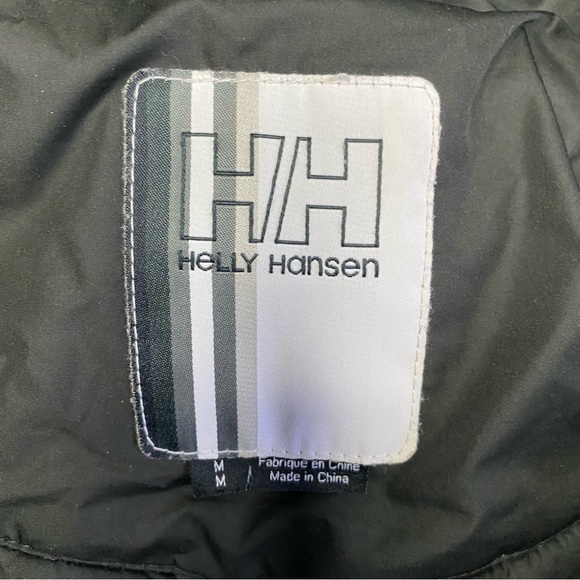 HH
HELLY HANSEN
M / Fabriqué en Chine
M / Made in China